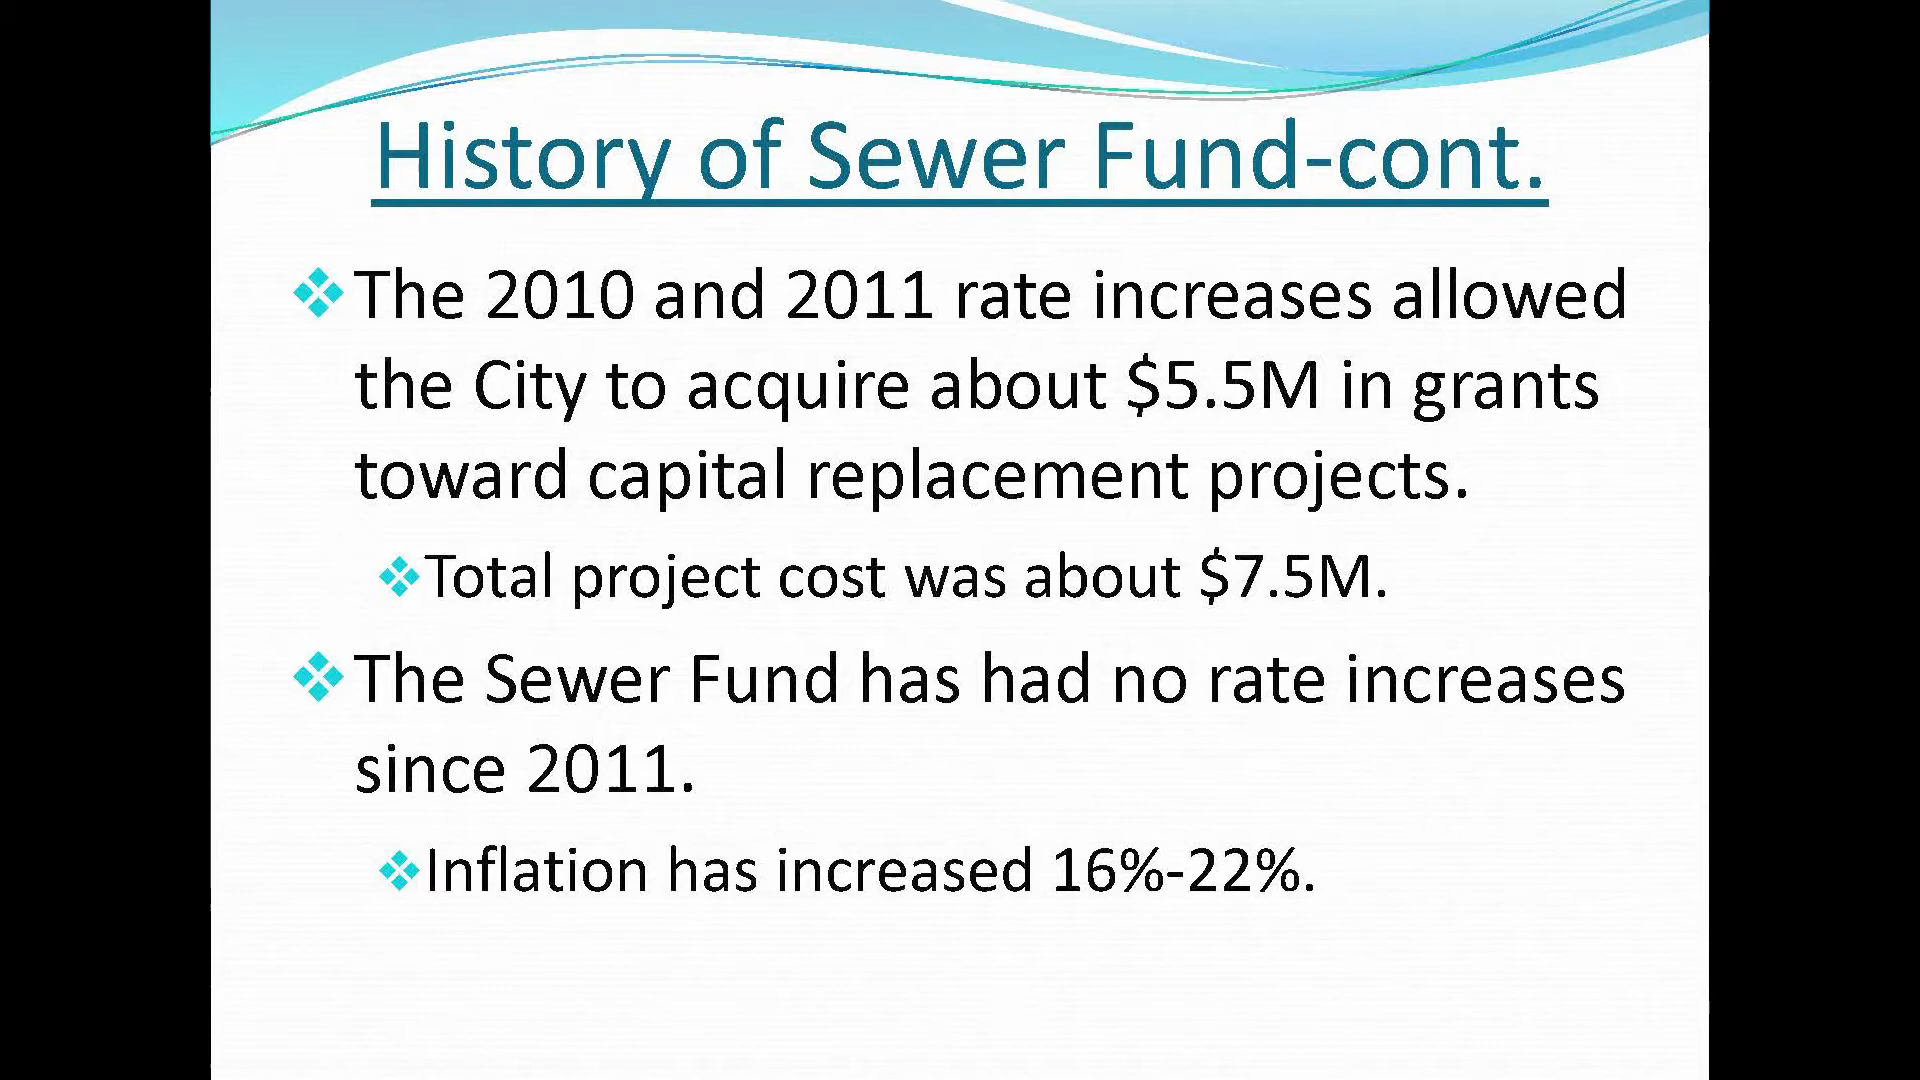 History of Sewer Fund-cont.
The 2010 and 2011 rate increases allowed
the City to acquire about $5.5M in grants
toward capital replacement projects.
Total project cost was about $7.5M.
The Sewer Fund has had no rate increases
since 2011.
Inflation has increased 16%-22%.